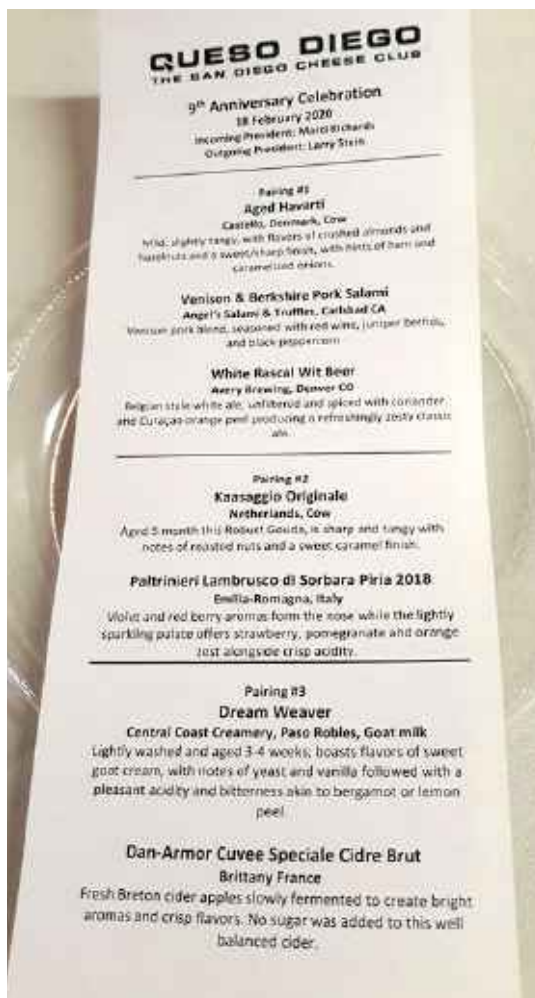 QUESO DIEGO
THE SAN DIEGO CHEESE CLUB
9th Anniversary Celebration
18 February 2020
Incoming President: Marci Richards
Outgoing President: Larry Stein
Pairing #1
Aged Havarti
Castello, Denmark, Cow
Mild, slightly tangy, with flavors of crushed almonds and
hazelnuts and a sweet/sharp finish, with hints of ham and
caramelized onions.
Venison & Berkshire Pork Salami
Angel's Salami & Truffles, Carlsbad CA
Venison pork blend, seasoned with red wine, juniper berries,
and black peppercorn
White Rascal Wit Beer
Avery Brewing, Denver CO
Belgian style white ale, unfiltered and spiced with coriander
and Curaçao orange peel producing a refreshingly zesty classic
ale.
Pairing #2
Kaasaggio Originale
Netherlands, Cow
Aged 5 month this Robust Gouda, is sharp and tangy with
notes of roasted nuts and a sweet caramel finish.
Paltrinieri Lambrusco di Sorbara Piria 2018
Emilia-Romagna, Italy
Violet and red berry aromas form the nose while the lightly
sparkling palate offers strawberry, pomegranate and orange
zest alongside crisp acidity.
Pairing #3
Dream Weaver
Central Coast Creamery, Paso Robles, Goat milk
Lightly washed and aged 3-4 weeks; boasts flavors of sweet
goat cream, with notes of yeast and vanilla followed with a
pleasant acidity and bitterness akin to bergamot or lemon
peel
Dan-Armor Cuvee Speciale Cidre Brut
Brittany France
Fresh Breton cider apples slowly fermented to create bright
aromas and crisp flavors. No sugar was added to this well
balanced cider.